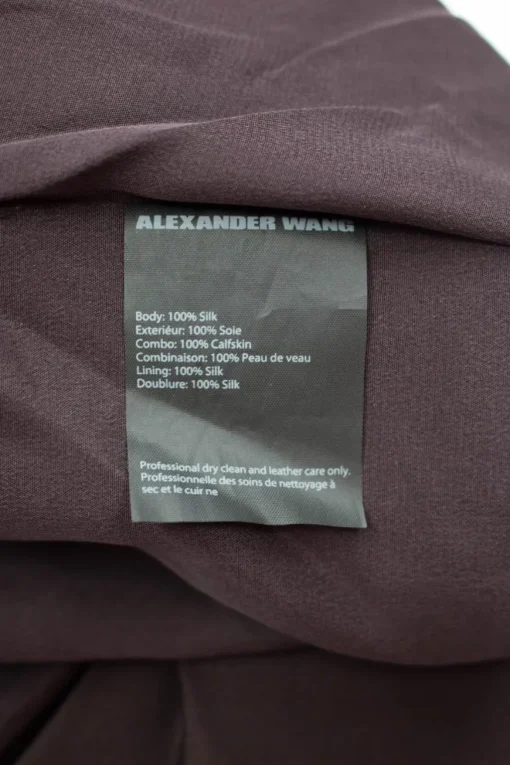 ALEXANDER WANG
Body: 100% Silk
Exteriéur: 100% Soie
Combo: 100% Calfskin
Combinaison: 100% Peau de veau
Lining: 100% Silk
Doublure: 100% Silk
Professional dry clean and leather care only.
Professionnelle des soins de nettoyage à
sec et le cuir ne